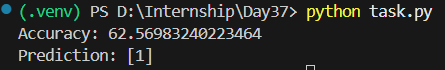 (.venv) PS D:\Internship\Day37> python task.py
Accuracy: 62.56983240223464
Prediction: [1]